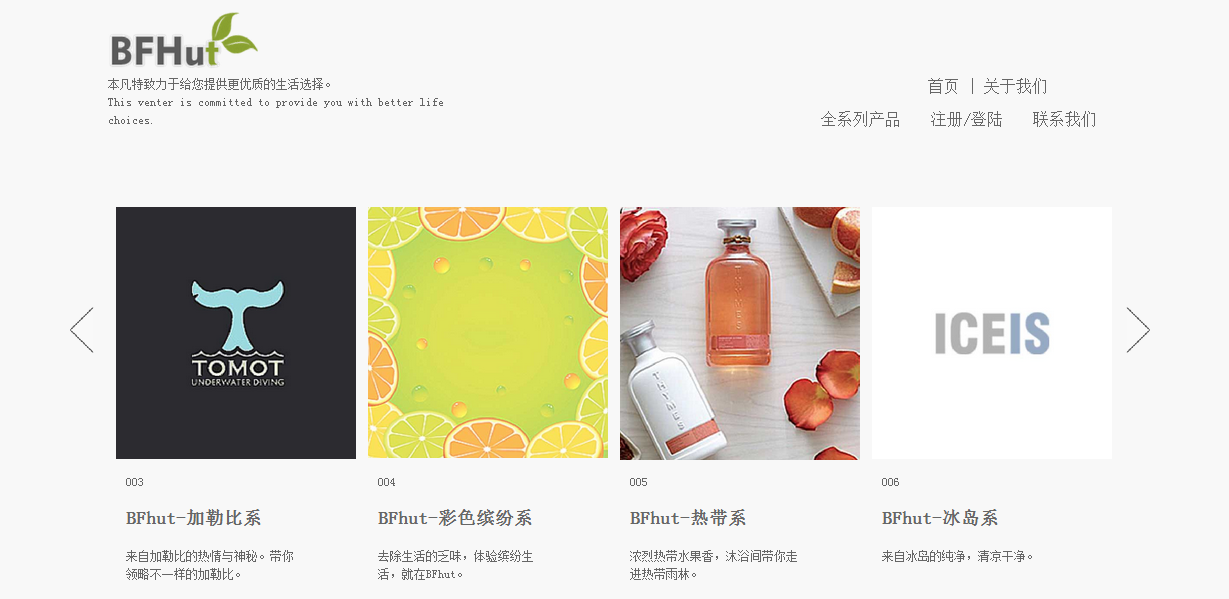 BFHut
本凡特致力于给您提供更优质的生活选择。
This venter is committed to provide you with better life
choices.
首页 | 关于我们
全系列产品 注册/登陆 联系我们
TOMOT
UNDERWATER DIVING
ICEIS
003
BFhut-加勒比系
来自加勒比的热情与神秘。带你
领略不一样的加勒比。
004
BFhut-彩色缤纷系
去除生活的乏味，体验缤纷生
活，就在BFhut。
005
BFhut-热带系
浓烈热带水果香，沐浴间带你走
进热带雨林。
006
BFhut-冰岛系
来自冰岛的纯净，清凉干净。